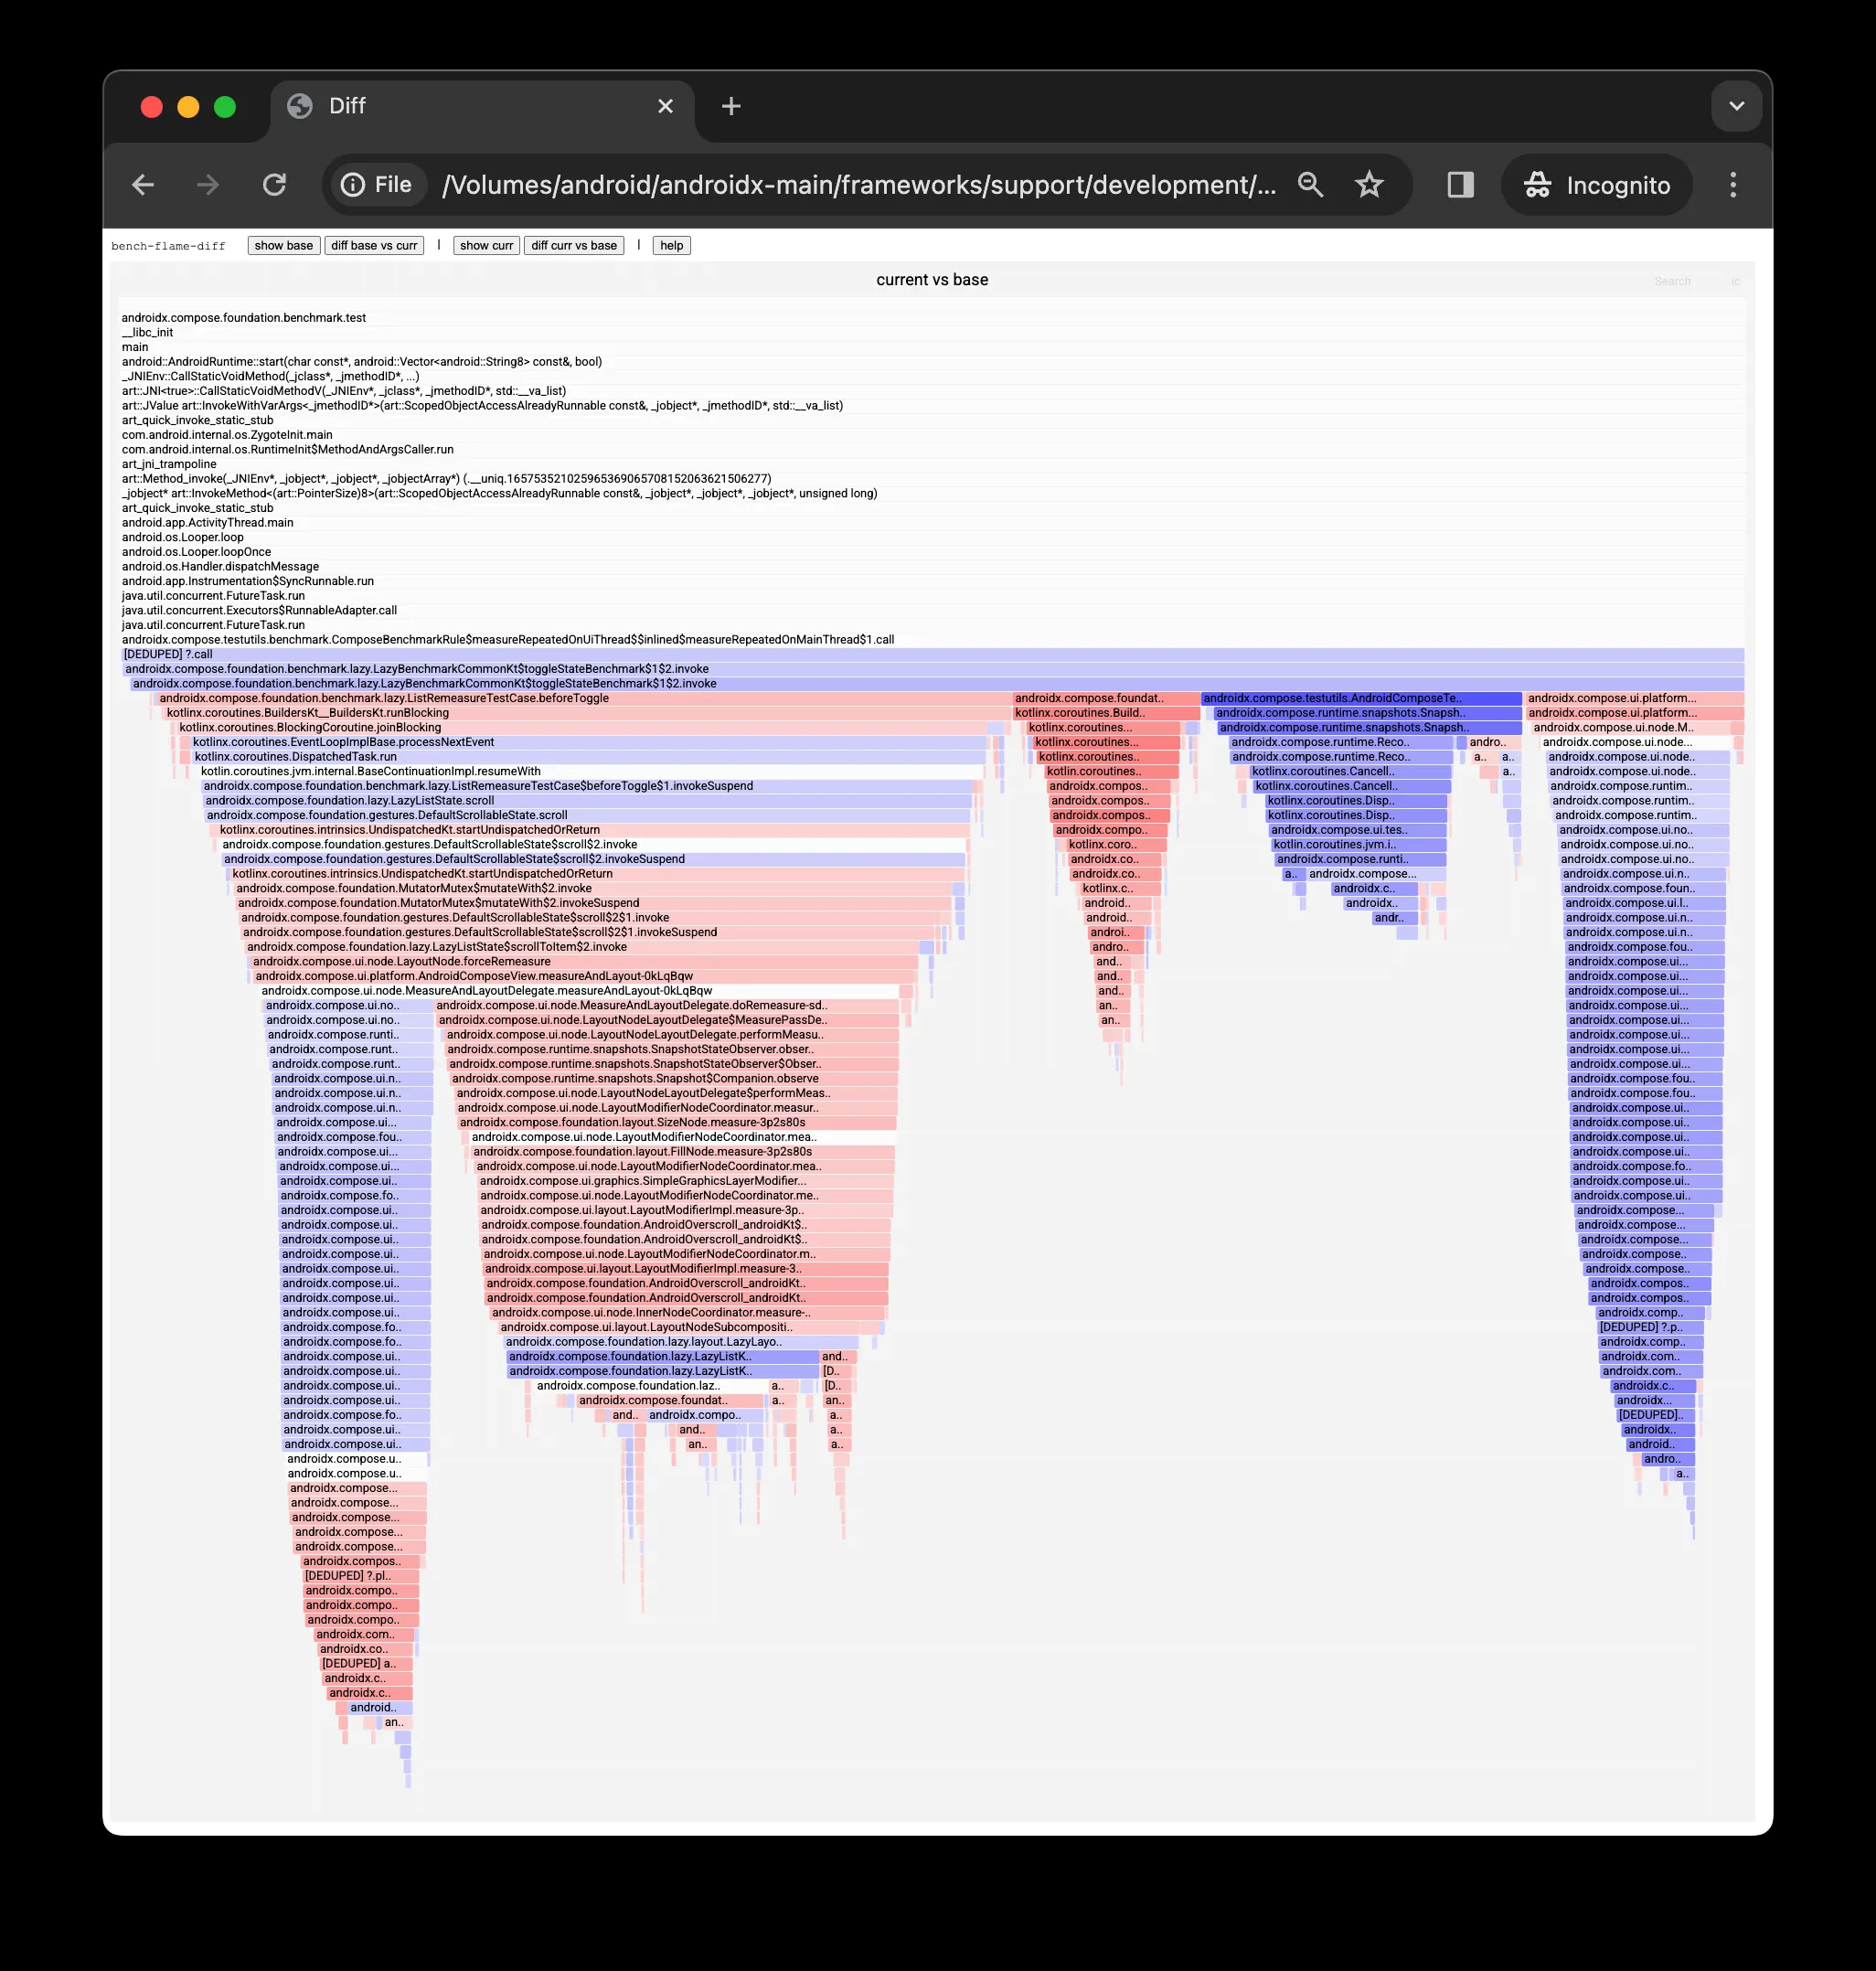 Diff
File /Volumes/android/androidx-main/frameworks/support/development/... Incognito
bench-flame-diff show base diff base vs curr | show curr diff curr vs base | help
current vs base Search ic
androidx.compose.foundation.benchmark.test
__libc_init
main
android::AndroidRuntime::start(char const*, android::Vector<android::String8> const&, bool)
_JNIEnv::CallStaticVoidMethod(_jclass*, _jmethodID*, ...)
art::JNI<true>::CallStaticVoidMethodV(_JNIEnv*, _jclass*, _jmethodID*, std::__va_list)
art::JValue art::InvokeWithVarArgs<_jmethodID*>(art::ScopedObjectAccessAlreadyRunnable const&, _jobject*, _jmethodID*, std::__va_list)
art_quick_invoke_static_stub
com.android.internal.os.ZygoteInit.main
com.android.internal.os.RuntimeInit$MethodAndArgsCaller.run
art_jni_trampoline
art::Method_invoke(_JNIEnv*, _jobject*, _jobject*, _jobjectArray*) (.__uniq.165753521025965369065708152063621506277)
_jobject* art::InvokeMethod<(art::PointerSize)8>(art::ScopedObjectAccessAlreadyRunnable const&, _jobject*, _jobject*, _jobject*, unsigned long)
art_quick_invoke_static_stub
android.app.ActivityThread.main
android.os.Looper.loop
android.os.Looper.loopOnce
android.os.Handler.dispatchMessage
android.app.Instrumentation$SyncRunnable.run
java.util.concurrent.FutureTask.run
java.util.concurrent.Executors$RunnableAdapter.call
java.util.concurrent.FutureTask.run
androidx.compose.testutils.benchmark.ComposeBenchmarkRule$measureRepeatedOnUiThread$$inlined$measureRepeatedOnMainThread$1.call
[DEDUPED] ?.call
androidx.compose.foundation.benchmark.lazy.LazyBenchmarkCommonKt$toggleStateBenchmark$1$2.invoke
androidx.compose.foundation.benchmark.lazy.LazyBenchmarkCommonKt$toggleStateBenchmark$1$2.invoke
androidx.compose.foundation.benchmark.lazy.ListRemeasureTestCase.beforeToggle androidx.compose.foundat.. androidx.compose.testutils.AndroidComposeTe.. androidx.compose.ui.platform...
kotlinx.coroutines.BuildersKt__BuildersKt.runBlocking kotlinx.coroutines.Build.. androidx.compose.runtime.snapshots.Snapsh.. androidx.compose.ui.platform...
kotlinx.coroutines.BlockingCoroutine.joinBlocking kotlinx.coroutines... androidx.compose.runtime.snapshots.Snapsh.. androidx.compose.ui.node.M..
kotlinx.coroutines.EventLoopImplBase.processNextEvent kotlinx.coroutines... androidx.compose.runtime.Reco.. andro.. androidx.compose.ui.node...
kotlinx.coroutines.DispatchedTask.run kotlinx.coroutines.. androidx.compose.runtime.Reco.. a.. a.. androidx.compose.ui.node..
kotlin.coroutines.jvm.internal.BaseContinuationImpl.resumeWith kotlin.coroutines.. kotlinx.coroutines.Cancell.. a.. androidx.compose.ui.node..
androidx.compose.foundation.benchmark.lazy.ListRemeasureTestCase$beforeToggle$1.invokeSuspend androidx.compos.. kotlinx.coroutines.Cancell.. androidx.compose.runtim..
androidx.compose.foundation.lazy.LazyListState.scroll androidx.compos.. kotlinx.coroutines.Disp.. androidx.compose.runtim..
androidx.compose.foundation.gestures.DefaultScrollableState.scroll androidx.compos.. kotlinx.coroutines.Disp.. androidx.compose.runtim..
kotlinx.coroutines.intrinsics.UndispatchedKt.startUndispatchedOrReturn androidx.compo.. androidx.compose.ui.tes.. androidx.compose.ui.no..
androidx.compose.foundation.gestures.DefaultScrollableState$scroll$2.invoke kotlinx.coro.. kotlin.coroutines.jvm.i.. androidx.compose.ui.no..
androidx.compose.foundation.gestures.DefaultScrollableState$scroll$2.invokeSuspend androidx.co.. androidx.compose.runti.. androidx.compose.ui.no..
kotlinx.coroutines.intrinsics.UndispatchedKt.startUndispatchedOrReturn androidx.co.. a.. androidx.compose... androidx.compose.ui.n..
androidx.compose.foundation.MutatorMutex$mutateWith$2.invoke kotlinx.c.. androidx.c.. androidx.compose.foun..
androidx.compose.foundation.MutatorMutex$mutateWith$2.invokeSuspend android.. androidx.. androidx.compose.ui.l..
androidx.compose.foundation.gestures.DefaultScrollableState$scroll$2$1.invoke android.. andr.. androidx.compose.ui.n..
androidx.compose.foundation.gestures.DefaultScrollableState$scroll$2$1.invokeSuspend androi.. androidx.compose.ui.n..
androidx.compose.foundation.lazy.LazyListState$scrollToItem$2.invoke andro.. androidx.compose.fou..
androidx.compose.ui.node.LayoutNode.forceRemeasure and.. androidx.compose.ui...
androidx.compose.ui.platform.AndroidComposeView.measureAndLayout-0kLqBqw and.. androidx.compose.ui...
androidx.compose.ui.node.MeasureAndLayoutDelegate.measureAndLayout-0kLqBqw and.. androidx.compose.ui...
androidx.compose.ui.no.. androidx.compose.ui.node.MeasureAndLayoutDelegate.doRemeasure-sd.. an.. androidx.compose.ui...
androidx.compose.ui.no.. androidx.compose.ui.node.LayoutNodeLayoutDelegate$MeasurePassDe.. an.. androidx.compose.ui...
androidx.compose.runti.. androidx.compose.ui.node.LayoutNodeLayoutDelegate.performMeasu.. androidx.compose.ui...
androidx.compose.runt.. androidx.compose.runtime.snapshots.SnapshotStateObserver.obser.. androidx.compose.ui...
androidx.compose.runt.. androidx.compose.runtime.snapshots.SnapshotStateObserver$Obser.. androidx.compose.ui...
androidx.compose.ui.n.. androidx.compose.runtime.snapshots.Snapshot$Companion.observe androidx.compose.fou..
androidx.compose.ui.n.. androidx.compose.ui.node.LayoutNodeLayoutDelegate$performMeas.. androidx.compose.fou..
androidx.compose.ui.n.. androidx.compose.ui.node.LayoutModifierNodeCoordinator.measur.. androidx.compose.ui..
androidx.compose.ui... androidx.compose.foundation.layout.SizeNode.measure-3p2s80s androidx.compose.ui..
androidx.compose.fou.. androidx.compose.ui.node.LayoutModifierNodeCoordinator.mea.. androidx.compose.ui..
androidx.compose.ui... androidx.compose.foundation.layout.FillNode.measure-3p2s80s androidx.compose.ui..
androidx.compose.ui.. androidx.compose.ui.node.LayoutModifierNodeCoordinator.mea.. androidx.compose.fo..
androidx.compose.ui.. androidx.compose.ui.graphics.SimpleGraphicsLayerModifier... androidx.compose.ui..
androidx.compose.fo.. androidx.compose.ui.node.LayoutModifierNodeCoordinator.me.. androidx.compose.ui..
androidx.compose.ui.. androidx.compose.ui.layout.LayoutModifierImpl.measure-3p.. androidx.compose...
androidx.compose.ui.. androidx.compose.foundation.AndroidOverscroll_androidKt$.. androidx.compose...
androidx.compose.ui.. androidx.compose.foundation.AndroidOverscroll_androidKt$.. androidx.compose...
androidx.compose.ui.. androidx.compose.ui.node.LayoutModifierNodeCoordinator.m.. androidx.compose..
androidx.compose.ui.. androidx.compose.ui.layout.LayoutModifierImpl.measure-3.. androidx.compose..
androidx.compose.ui.. androidx.compose.foundation.AndroidOverscroll_androidKt.. androidx.compos..
androidx.compose.ui.. androidx.compose.foundation.AndroidOverscroll_androidKt.. androidx.compos..
androidx.compose.ui.. androidx.compose.ui.node.InnerNodeCoordinator.measure-.. androidx.comp..
androidx.compose.fo.. androidx.compose.ui.layout.LayoutNodeSubcompositi.. [DEDUPED] ?.p..
androidx.compose.fo.. androidx.compose.foundation.lazy.layout.LazyLayo.. androidx.comp..
androidx.compose.ui.. androidx.compose.foundation.lazy.LazyListK.. and.. androidx.com..
androidx.compose.ui.. androidx.compose.foundation.lazy.LazyListK.. [D.. androidx.com..
androidx.compose.ui.. androidx.compose.foundation.laz.. a.. [D.. androidx.c..
androidx.compose.ui.. androidx.compose.foundat.. a.. an.. androidx...
androidx.compose.fo.. and.. androidx.compo.. a.. [DEDUPED]..
androidx.compose.ui.. and.. a.. androidx..
androidx.compose.ui.. an.. a.. android..
androidx.compose.u.. andro..
androidx.compose.u.. a..
androidx.compose...
androidx.compose...
androidx.compose...
androidx.compose...
androidx.compose...
androidx.compos..
[DEDUPED] ?.pl..
androidx.compo..
androidx.compo..
androidx.compo..
androidx.com..
androidx.co..
[DEDUPED] a..
androidx.c..
androidx.c..
android..
an..